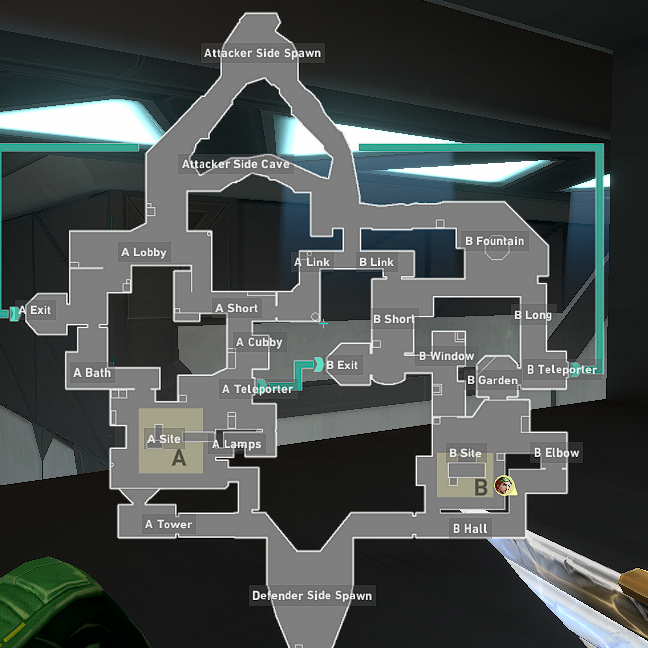 Attacker Side Spawn
Attacker Side Cave
A Lobby
A Link
B Link
B Fountain
A Exit
A Short
B Short
B Long
A Cubby
B Window
A Bath
A Teleporter
B Exit
B Garden
B Teleporter
A Site
A Lamps
A
B Site
B Elbow
B
A Tower
B Hall
Defender Side Spawn